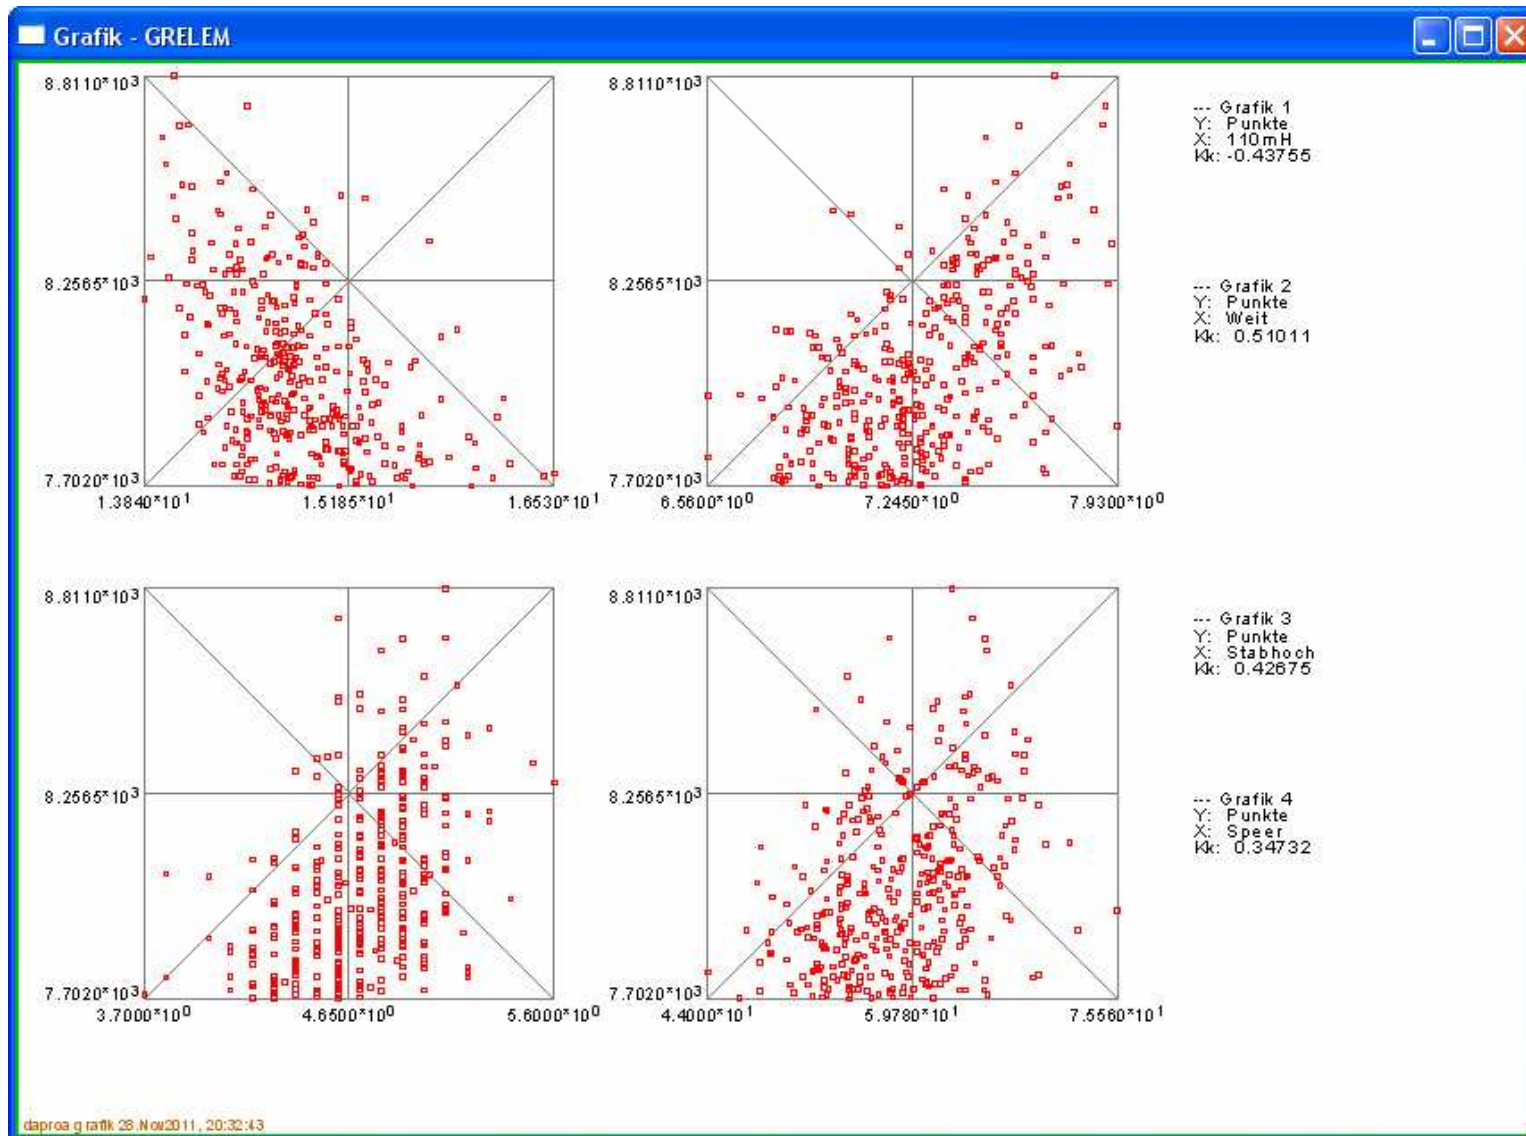 Grafik - GRELEM
8.8110*10³
8.2565*10³
7.7020*10³
1.3840*10¹ 5.1518*10¹ 1.6530*10¹
8.8110*10³
8.2565*10³
7.7020*10³
6.5600*10⁰ 7.2450*10⁰ 7.9300*10⁰
--- Grafik 1
Y: Punkte
X: 110mH
Kk: -0.43755
--- Grafik 2
Y: Punkte
X: Weit
Kk: 0.51011
8.8110*10³
8.2565*10³
7.7020*10³
3.7000*10⁰ 4.6500*10⁰ 5.6000*10⁰
8.8110*10³
8.2565*10³
7.7020*10³
4.4000*10¹ 5.9780*10¹ 7.5560*10¹
--- Grafik 3
Y: Punkte
X: Stabhoch
Kk: 0.42675
--- Grafik 4
Y: Punkte
X: Speer
Kk: 0.34732
daproa grafik 28.Nov2011, 20:32:43